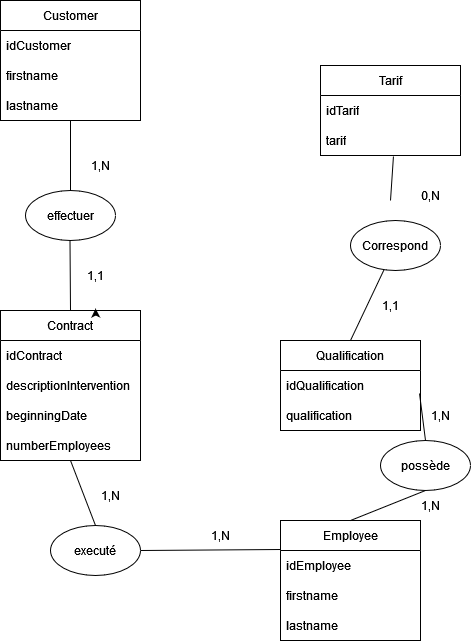 Customer
idCustomer
firstname
lastname
1,N
effectuer
1,1
Contract
idContract
descriptionIntervention
beginningDate
numberEmployees
1,N
executé
1,N
Tarif
idTarif
tarif
0,N
Correspond
1,1
Qualification
idQualification
qualification
1,N
possède
1,N
Employee
idEmployee
firstname
lastname